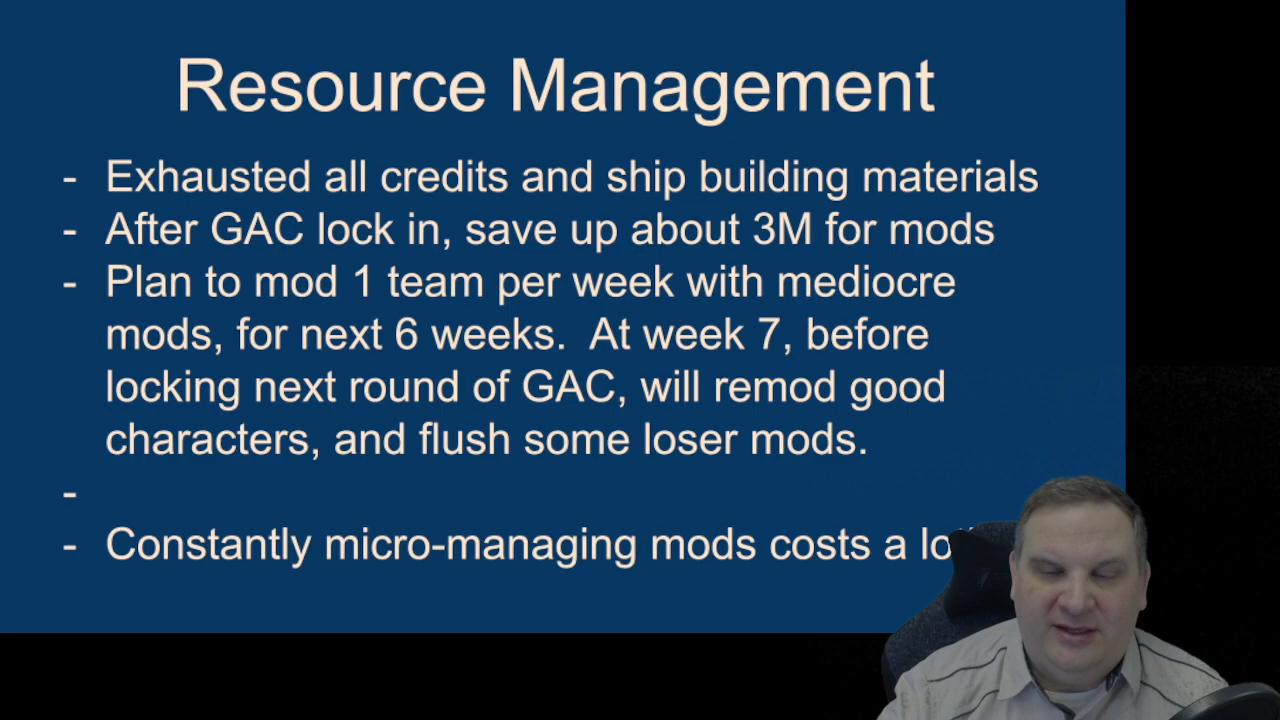 Resource Management
- Exhausted all credits and ship building materials
- After GAC lock in, save up about 3M for mods
- Plan to mod 1 team per week with mediocre
mods, for next 6 weeks.  At week 7, before
locking next round of GAC, will remod good
characters, and flush some loser mods.
-
- Constantly micro-managing mods costs a